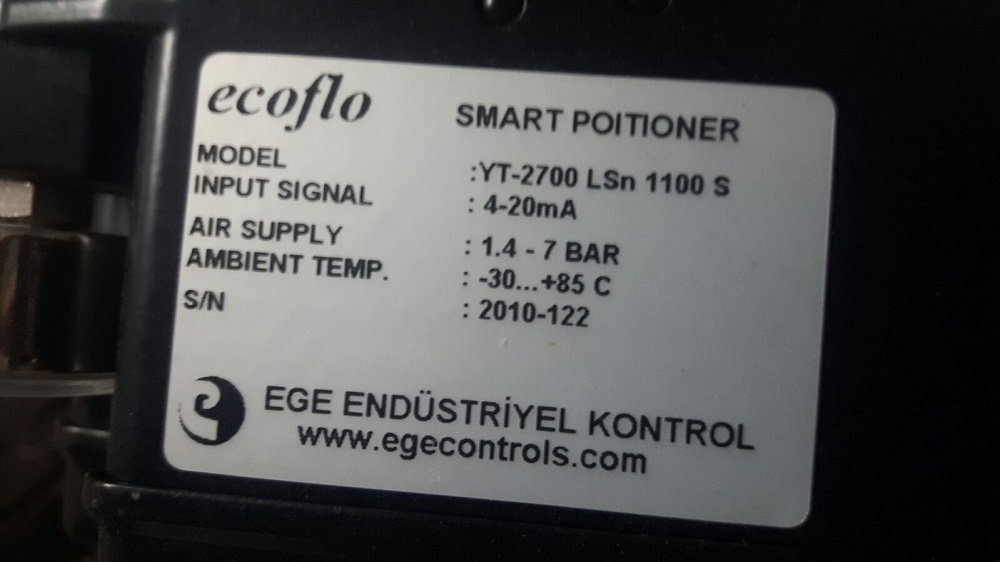 ecoflo SMART POITIONER
MODEL :YT-2700 LSn 1100 S
INPUT SIGNAL : 4-20mA
AIR SUPPLY : 1.4 - 7 BAR
AMBIENT TEMP. : -30...+85 C
S/N : 2010-122
EGE ENDÜSTRİYEL KONTROL
www.egecontrols.com